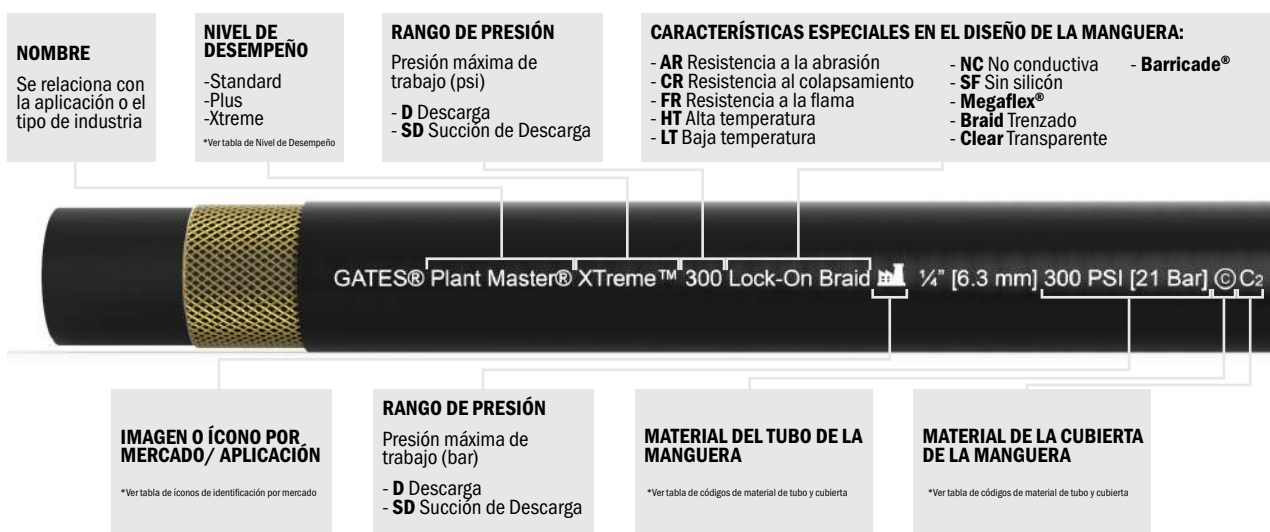 NOMBRE
Se relaciona con
la aplicación o el
tipo de industria
NIVEL DE
DESEMPEÑO
-Standard
-Plus
-Xtreme
*Ver tabla de Nivel de Desempeño
RANGO DE PRESIÓN
Presión máxima de
trabajo (psi)
- D Descarga
- SD Succión de Descarga
CARACTERÍSTICAS ESPECIALES EN EL DISEÑO DE LA MANGUERA:
- AR Resistencia a la abrasión
- CR Resistencia al colapsamiento
- FR Resistencia a la flama
- HT Alta temperatura
- LT Baja temperatura
- NC No conductiva
- SF Sin silicón
- Megaflex®
- Braid Trenzado
- Clear Transparente
- Barricade®
GATES® Plant Master® XTreme™ 300 Lock-On Braid ¼" [6.3 mm] 300 PSI [21 Bar] © C2
IMAGEN O ÍCONO POR
MERCADO/ APLICACIÓN
*Ver tabla de íconos de identificación por mercado
RANGO DE PRESIÓN
Presión máxima de
trabajo (bar)
- D Descarga
- SD Succión de Descarga
MATERIAL DEL TUBO DE LA
MANGUERA
*Ver tabla de códigos de material de tubo y cubierta
MATERIAL DE LA CUBIERTA
DE LA MANGUERA
*Ver tabla de códigos de material de tubo y cubierta